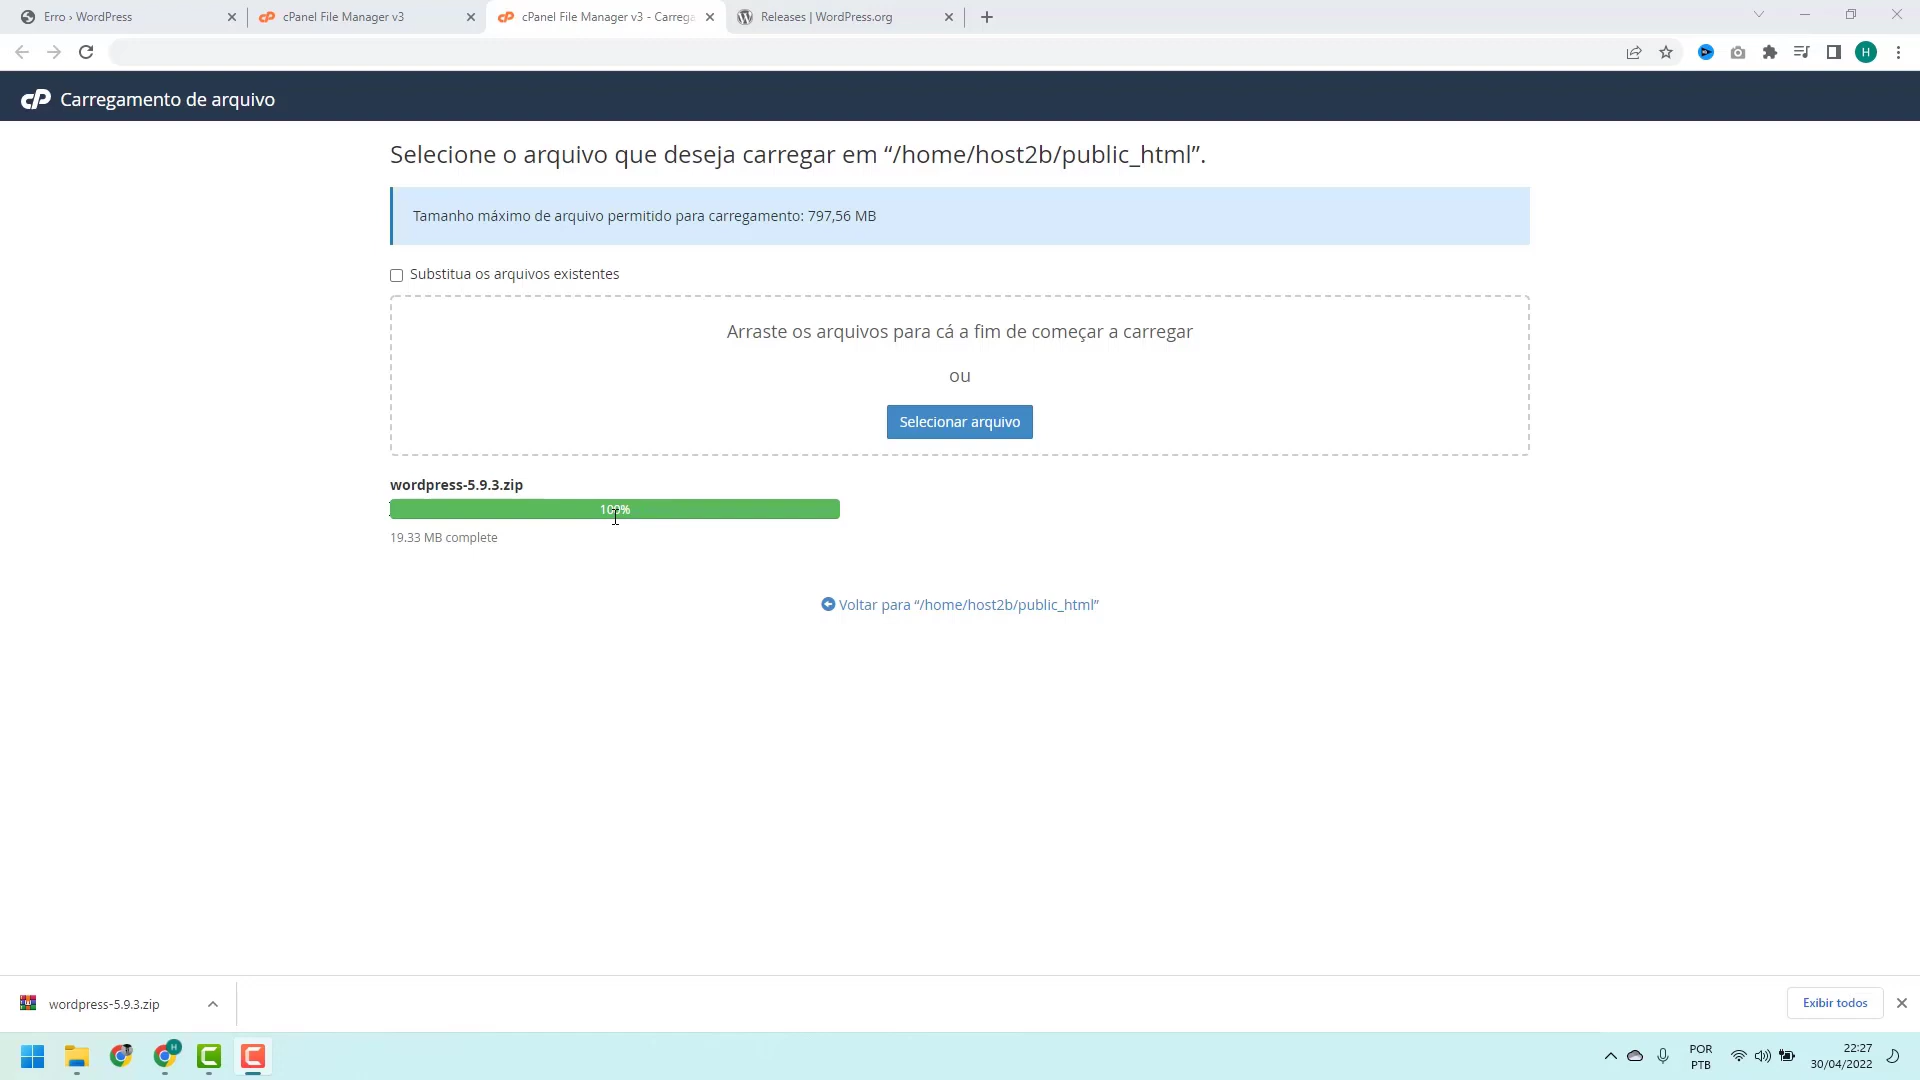 Erro › WordPress
cPanel File Manager v3
cPanel File Manager v3 - Carrega
Releases | WordPress.org
H
cP Carregamento de arquivo
Selecione o arquivo que deseja carregar em “/home/host2b/public_html”.
Tamanho máximo de arquivo permitido para carregamento: 797,56 MB
Substitua os arquivos existentes
Arraste os arquivos para cá a fim de começar a carregar
ou
Selecionar arquivo
wordpress-5.9.3.zip
100%
19.33 MB complete
Voltar para “/home/host2b/public_html”
wordpress-5.9.3.zip
Exibir todos
H
POR
PTB
22:27
30/04/2022